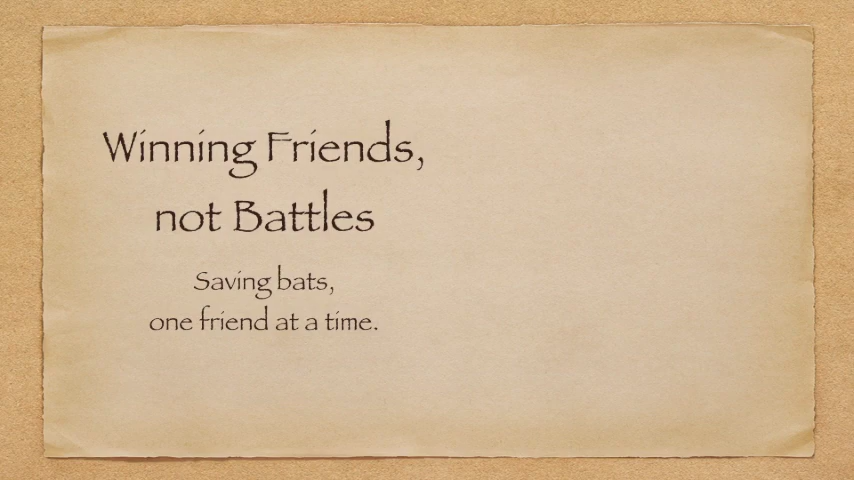 Winning Friends,
not Battles
Saving bats,
one friend at a time.